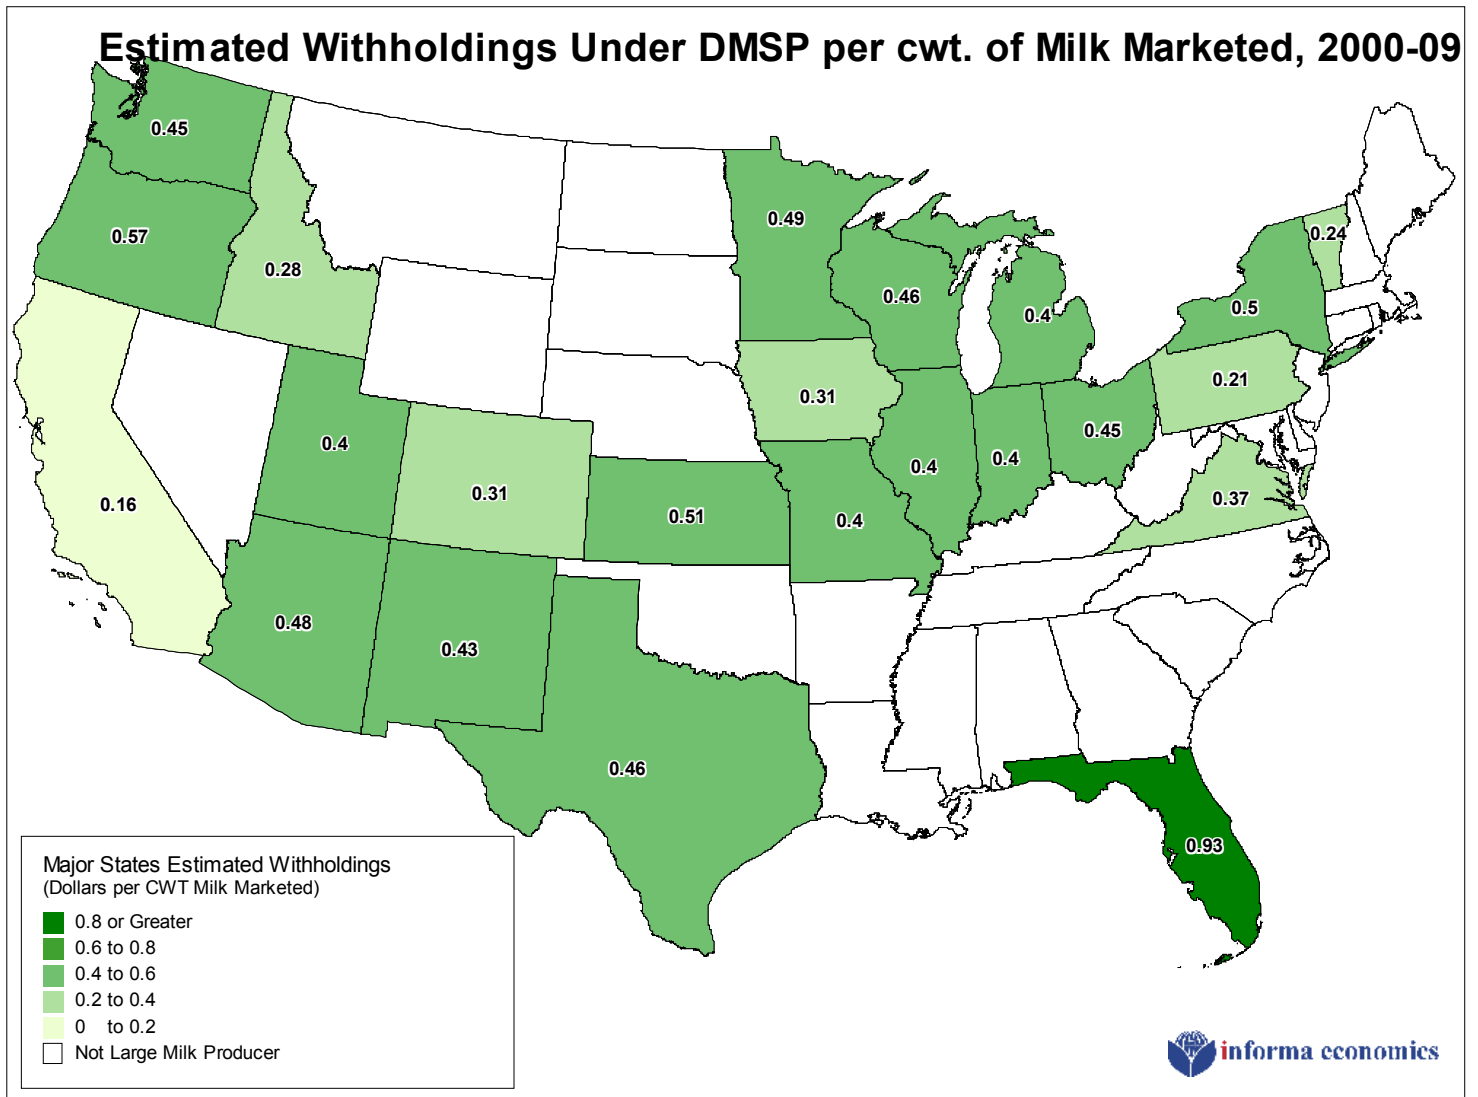 Estimated Withholdings Under DMSP per cwt. of Milk Marketed, 2000-09
0.45
0.57
0.28
0.49
0.46
0.4
0.24
0.5
0.21
0.31
0.4
0.4
0.45
0.37
0.16
0.4
0.31
0.51
0.4
0.48
0.43
0.46
0.93
Major States Estimated Withholdings
(Dollars per CWT Milk Marketed)
0.8 or Greater
0.6 to 0.8
0.4 to 0.6
0.2 to 0.4
0 to 0.2
Not Large Milk Producer
informa economics